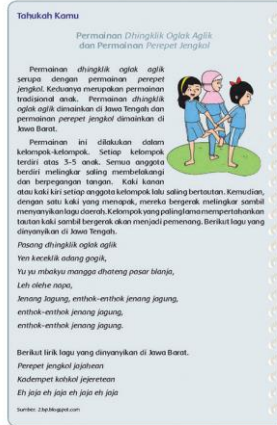 Tahukah Kamu
Permainan Dhingklik Oglak Aglik
dan Permainan Perepet Jengkol
Permainan dhingklik oglak aglik
serupa dengan permainan perepet
jengkol. Keduanya merupakan permainan
tradisional anak. Permainan dhingklik
oglak aglik dimainkan di Jawa Tengah dan
permainan perepet jengkol dimainkan di
Jawa Barat.
Permainan ini dilakukan dalam
kelompok-kelompok. Setiap kelompok
terdiri atas 3-5 anak. Semua anggota
berdiri melingkar saling membelakangi
dan berpegangan tangan. Kaki kanan
atau kaki kiri setiap anggota kelompok lalu saling bertautan. Kemudian,
dengan satu kaki yang menapak, mereka bergerak melingkar sambil
menyanyikan lagu daerah. Kelompok yang paling lama mempertahankan
tautan kaki sambil bergerak akan menjadi pemenang. Berikut lagu yang
dinyanyikan di Jawa Tengah.
Pasang dhingklik oglak aglik
Yen keceklik adang gogik,
Yu yu mbakyu mangga dhateng pasar blanja,
Leh olehe napa,
Jenang Jagung, enthok-enthok jenang jagung,
enthok-enthok jenang jagung,
enthok-enthok jenang jagung.
Berikut lirik lagu yang dinyanyikan di Jawa Barat.
Perepet jengkol jajahean
Kadempet kohkol jejeretean
Eh jaja eh jaja eh jaja eh jaja